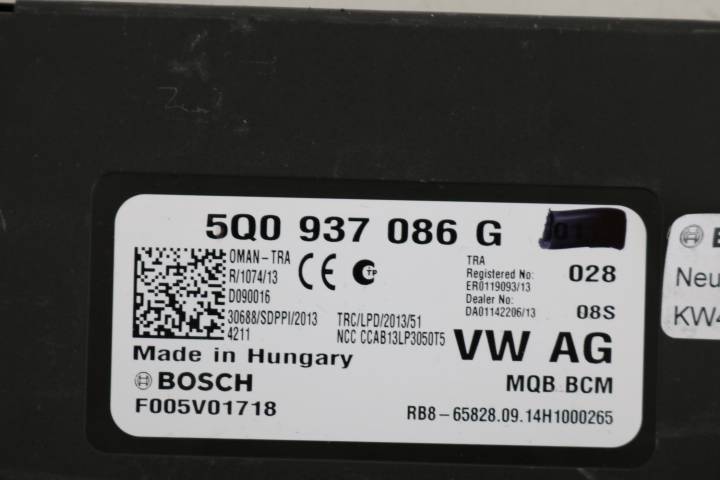 5Q0 937 086 G
OMAN-TRA
R/1074/13
D090016
30688/SDPPI/2013
4211
TRC/LPD/2013/51
NCC CCAB13LP3050T5
TRA
Registered No:
ER0119093/13
Dealer No:
DA01142206/13
028
08S
Made in Hungary
VW AG
BOSCH
MQB BCM
F005V01718
RB8-65828.09.14H1000265
Neu
KW4